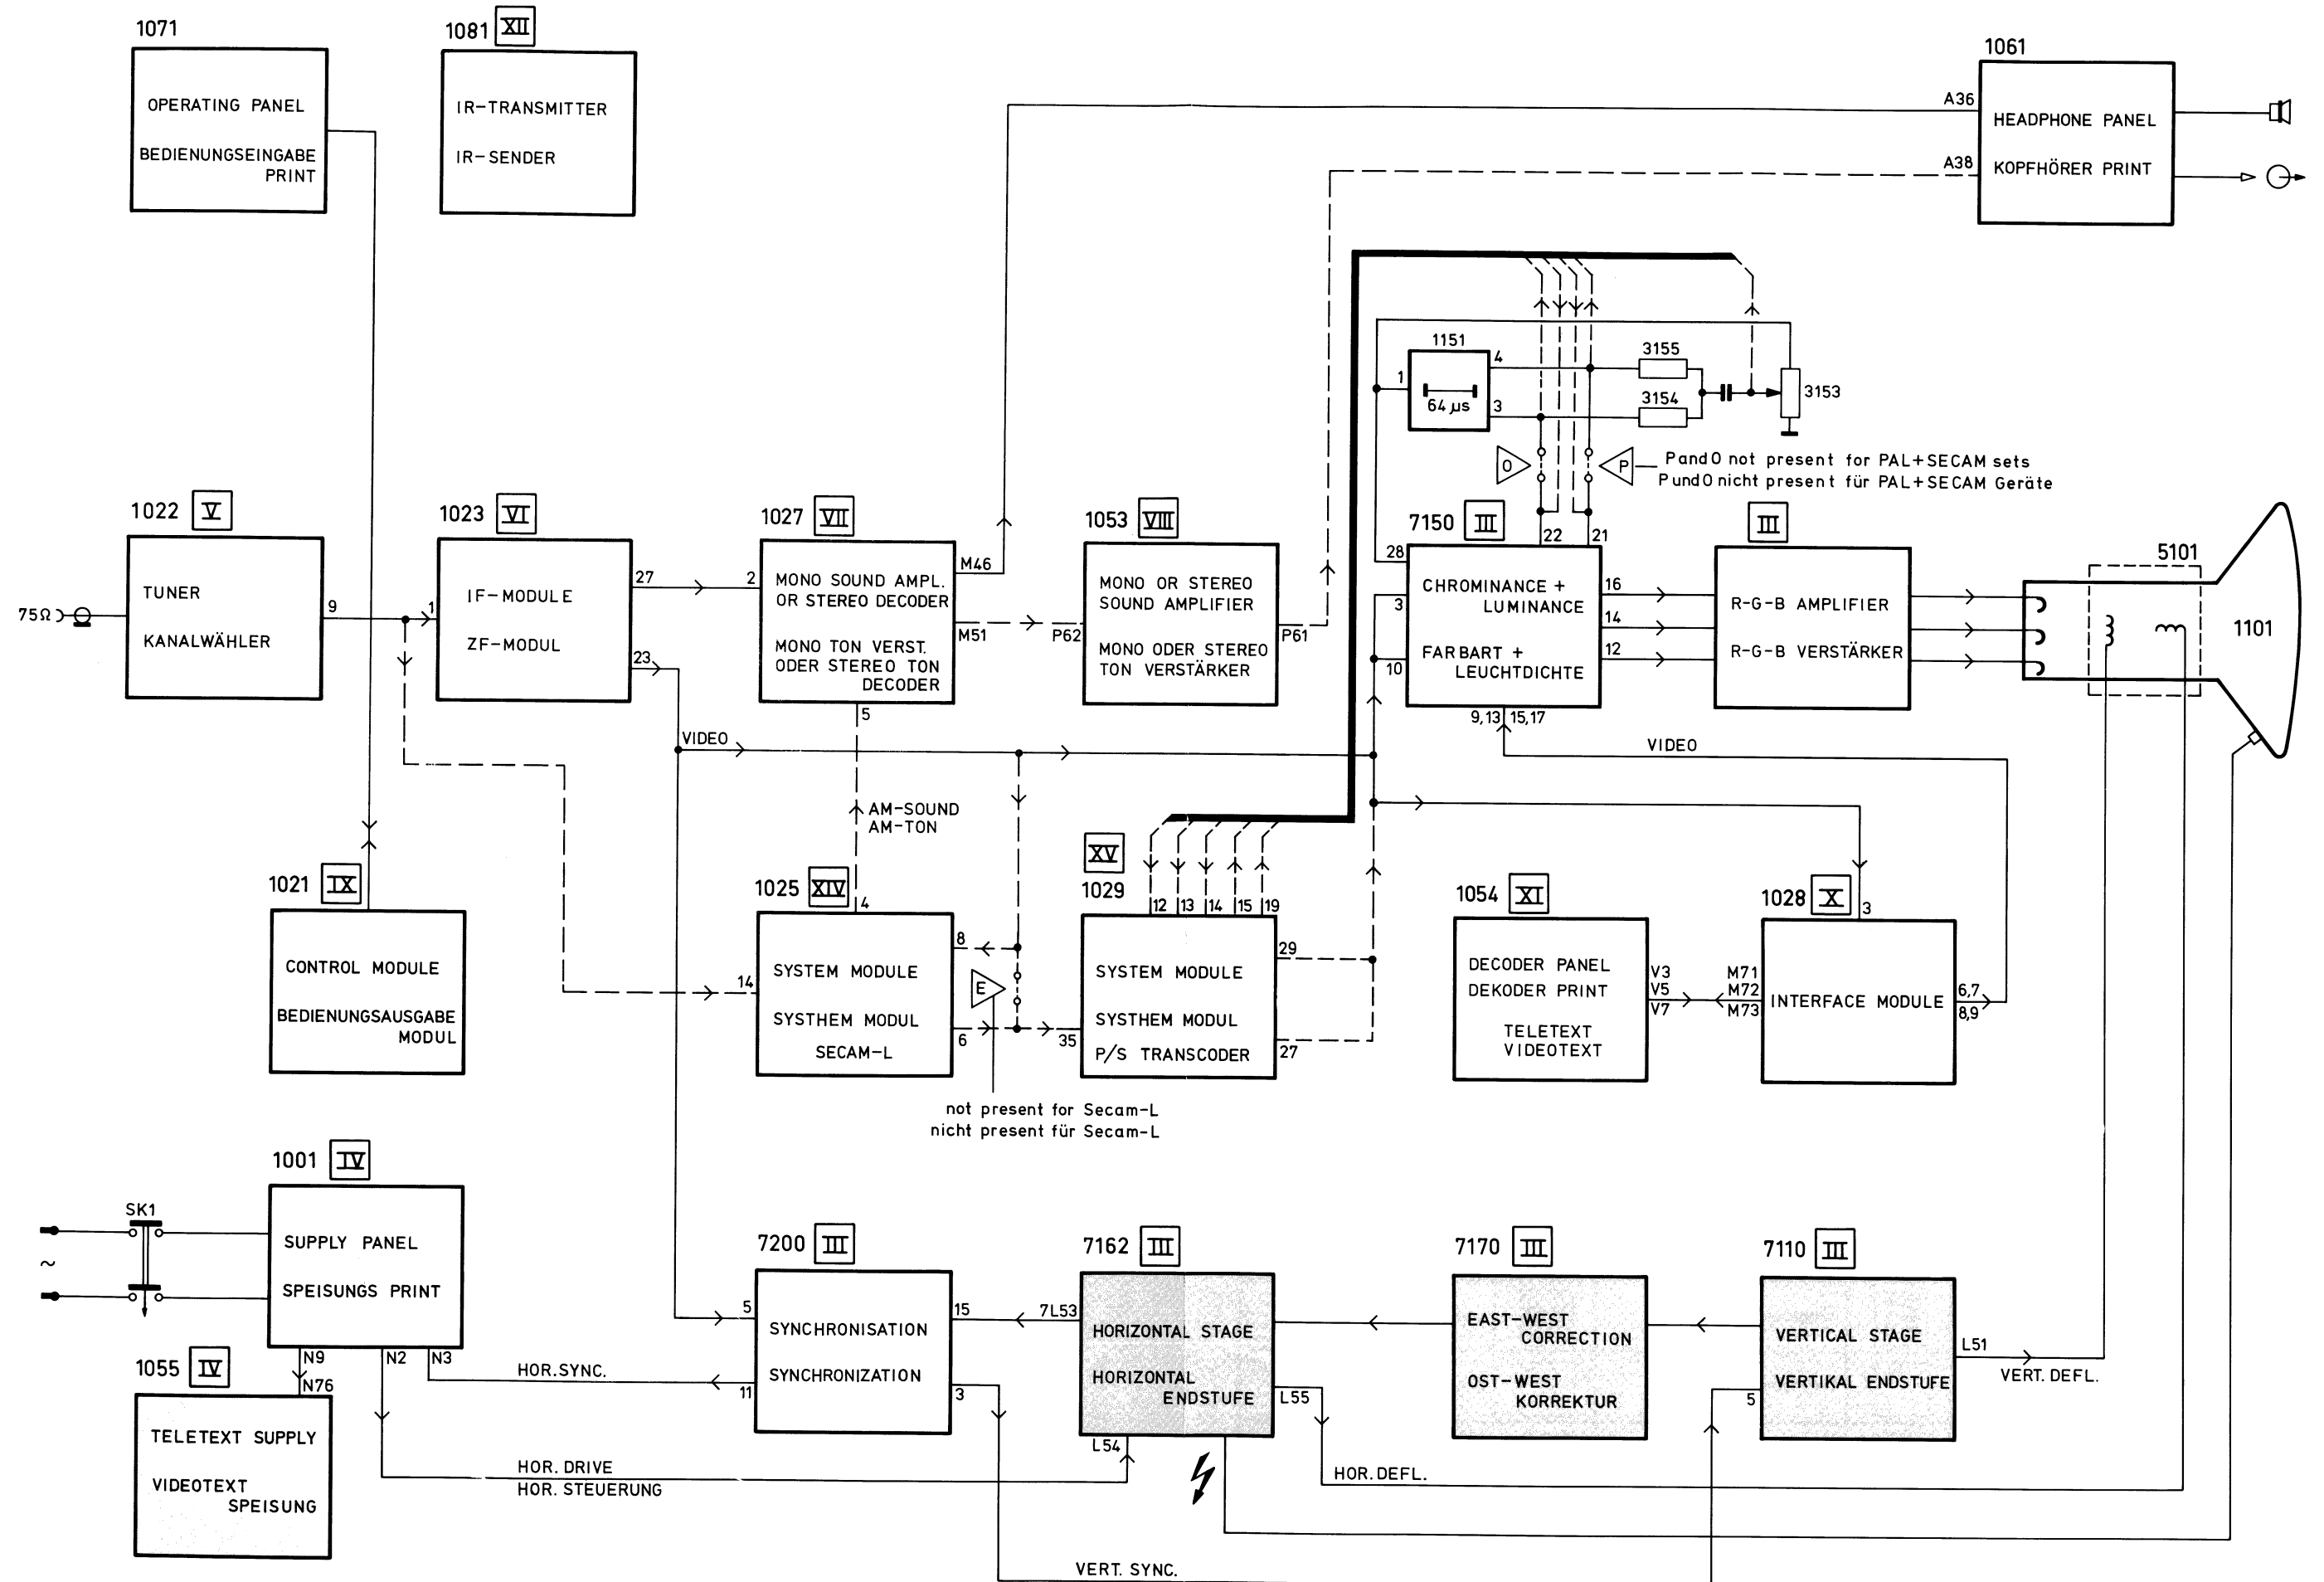 1071
OPERATING PANEL
BEDIENUNGSEINGABE
PRINT
1081 XII
IR-TRANSMITTER
IR-SENDER
1061
A36
HEADPHONE PANEL
A38
KOPFHÖRER PRINT
1151
1
4
64 µs
3
3155
3154
3153
O
P
P and O not present for PAL+SECAM sets
P und O nicht present für PAL+SECAM Geräte
75Ω
1022 V
TUNER
KANALWÄHLER
9
1023 VI
1
IF-MODULE
ZF-MODUL
27
23
1027 VII
2
MONO SOUND AMPL.
OR STEREO DECODER
MONO TON VERST.
ODER STEREO TON
DECODER
M46
M51
5
1053 VIII
P62
MONO OR STEREO
SOUND AMPLIFIER
MONO ODER STEREO
TON VERSTÄRKER
P61
7150 III
22
21
28
3
10
CHROMINANCE +
LUMINANCE
FARBART +
LEUCHTDICHTE
16
14
12
9,13
15,17
III
R-G-B AMPLIFIER
R-G-B VERSTÄRKER
5101
1101
VIDEO
VIDEO
AM-SOUND
AM-TON
1021 IX
CONTROL MODULE
BEDIENUNGSAUSGABE
MODUL
1025 XIV
4
14
SYSTEM MODULE
SYSTHEM MODUL
SECAM-L
8
6
E
not present for Secam-L
nicht present für Secam-L
XV
1029
12
13
14
15
19
35
SYSTEM MODULE
SYSTHEM MODUL
P/S TRANSCODER
29
27
1054 XI
DECODER PANEL
DEKODER PRINT
TELETEXT
VIDEOTEXT
V3
V5
V7
1028 X
3
M71
M72
M73
INTERFACE MODULE
6,7
8,9
1001 IV
SK1
~
SUPPLY PANEL
SPEISUNGS PRINT
N9
N2
N3
1055 IV
N76
TELETEXT SUPPLY
VIDEOTEXT
SPEISUNG
HOR.SYNC.
HOR. DRIVE
HOR. STEUERUNG
7200 III
5
SYNCHRONISATION
SYNCHRONIZATION
15
11
3
7162 III
7L53
HORIZONTAL STAGE
HORIZONTAL
ENDSTUFE
L55
L54
7170 III
EAST-WEST
CORRECTION
OST-WEST
KORREKTUR
7110 III
VERTICAL STAGE
VERTIKAL ENDSTUFE
5
L51
VERT. DEFL.
HOR. DEFL.
VERT. SYNC.